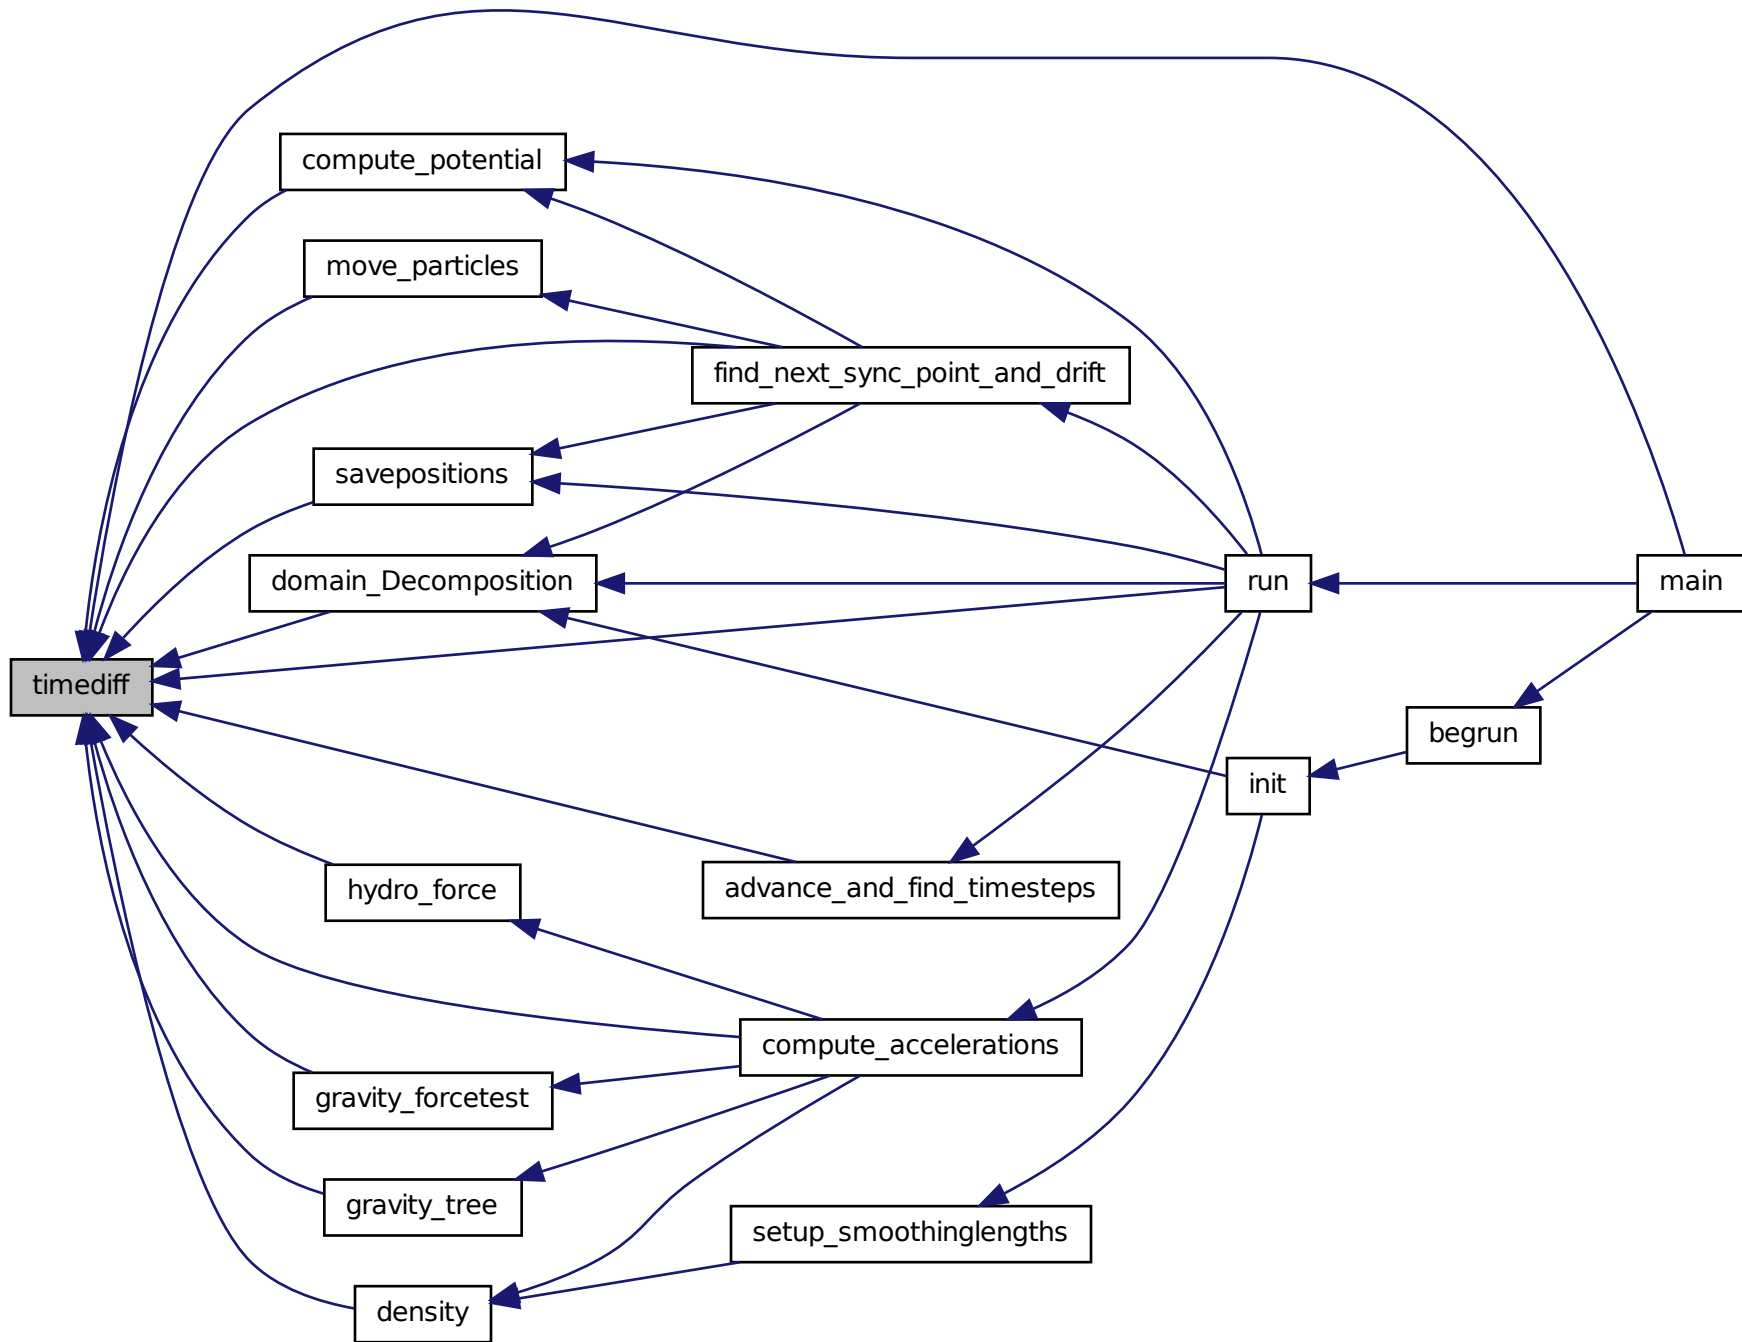 compute_potential
move_particles
find_next_sync_point_and_drift
savepositions
domain_Decomposition
run
main
timediff
begrun
init
hydro_force
advance_and_find_timesteps
compute_accelerations
gravity_forcetest
gravity_tree
setup_smoothinglengths
density